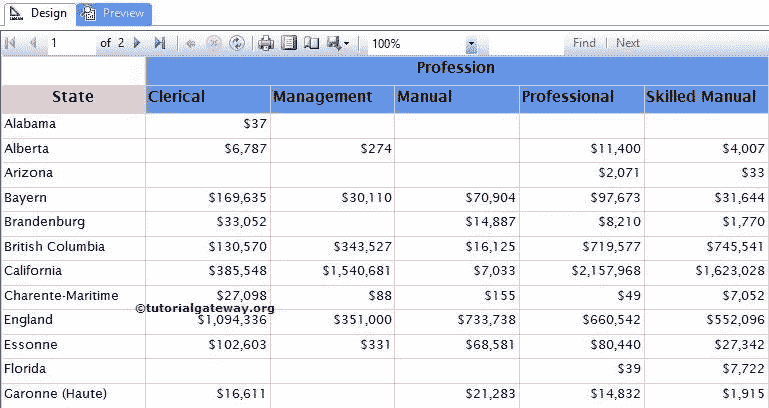 Design Preview
1 of 2 100% Find | Next
Profession
State Clerical Management Manual Professional Skilled Manual
Alabama $37
Alberta $6,787 $274 $11,400 $4,007
Arizona $2,071 $33
Bayern $169,635 $30,110 $70,904 $97,673 $31,644
Brandenburg $33,052 $14,887 $8,210 $1,770
British Columbia $130,570 $343,527 $16,125 $719,577 $745,541
California $385,548 $1,540,681 $7,033 $2,157,968 $1,623,028
Charente-Maritime $27,098 $88 $155 $49 $7,052
©tutorialgateway.org
England $1,094,336 $351,000 $733,738 $660,542 $552,096
Essonne $102,603 $331 $68,581 $80,440 $27,342
Florida $39 $7,722
Garonne (Haute) $16,611 $21,283 $14,832 $1,915